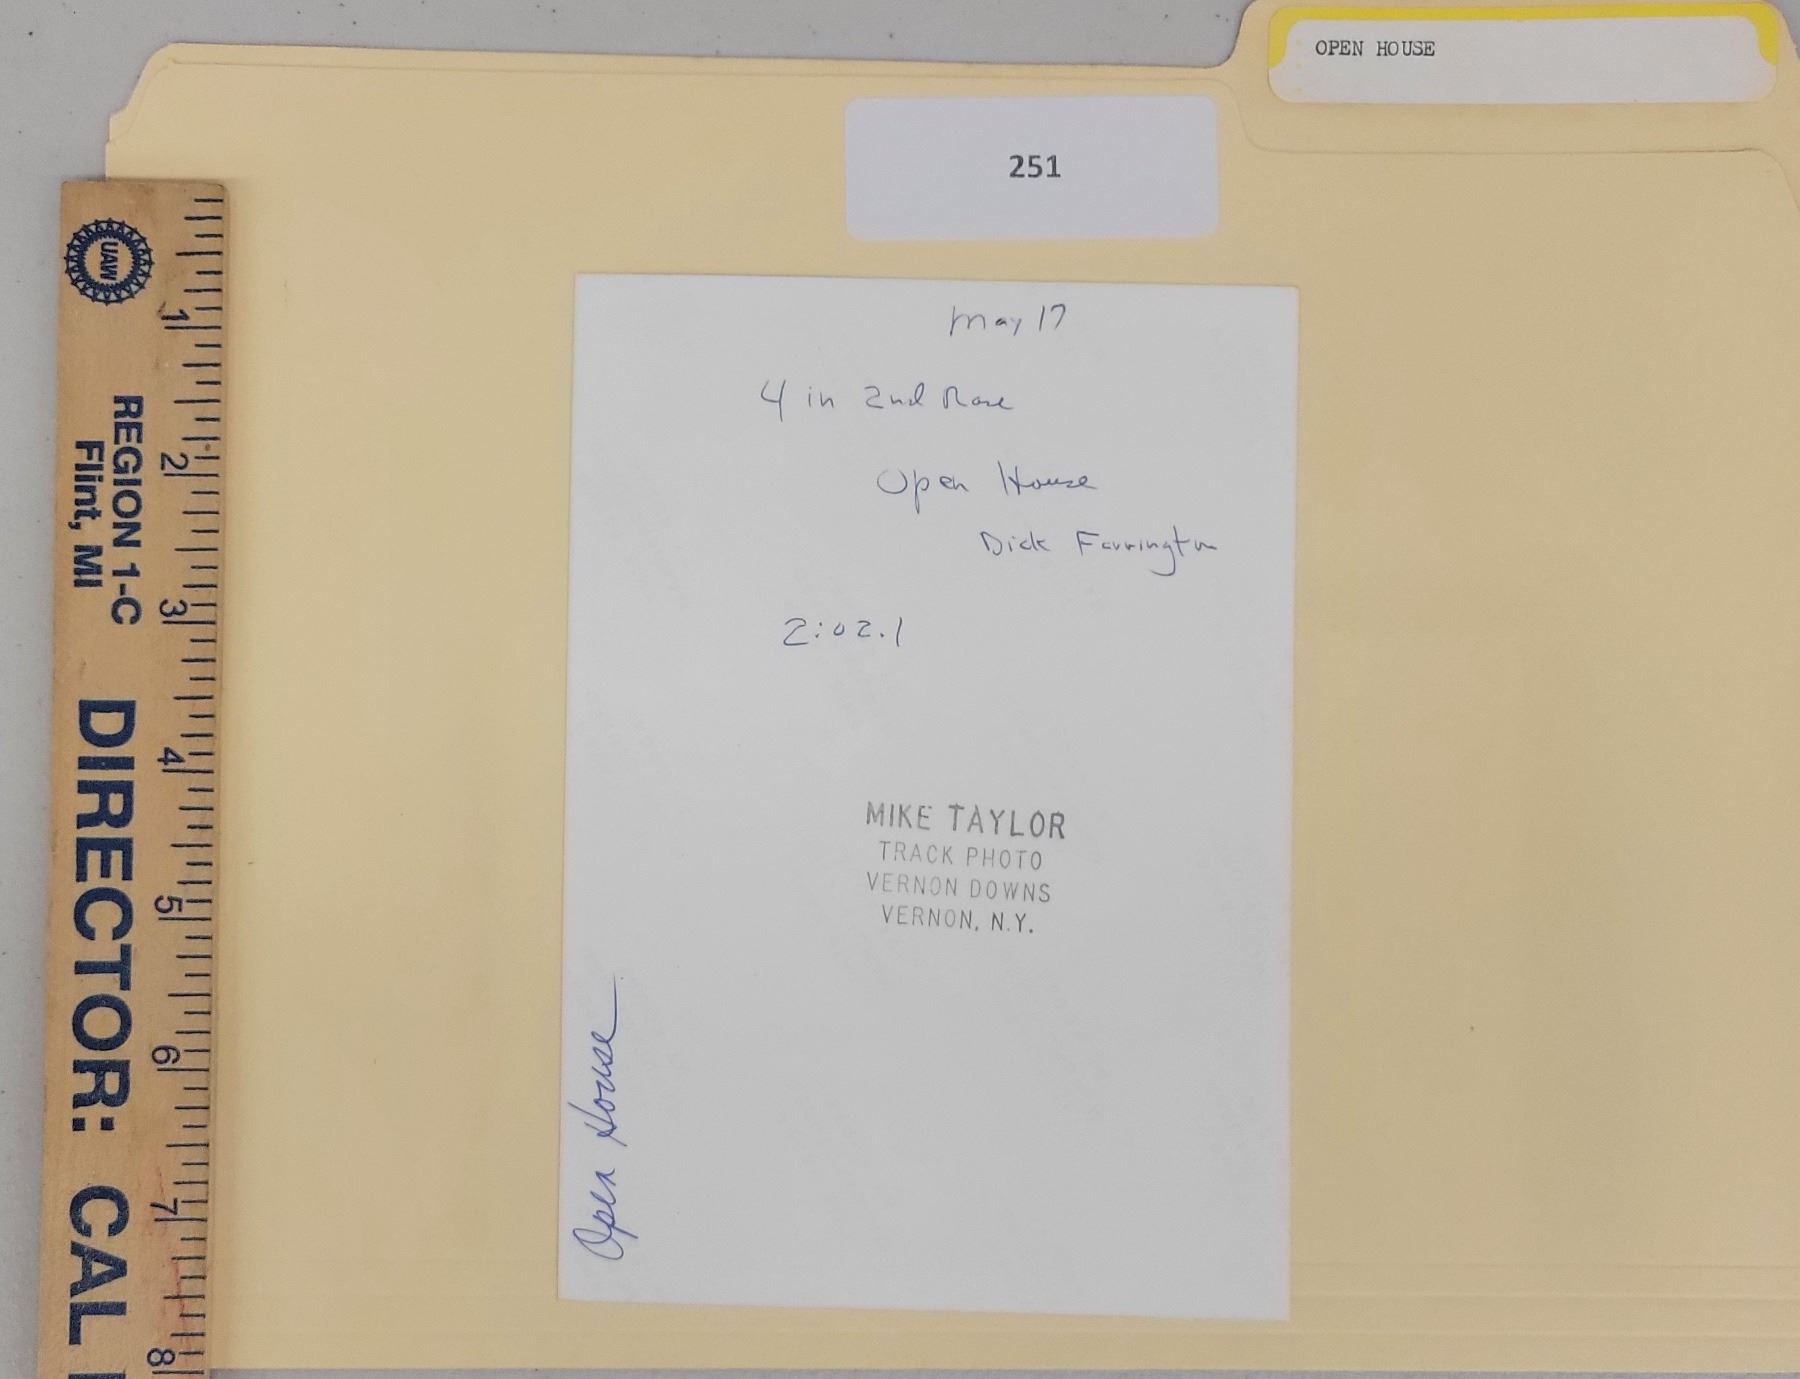 OPEN HOUSE
251
May 17
4 in 2nd Race
Open House
Dick Farrington
2:02.1
MIKE TAYLOR
TRACK PHOTO
VERNON DOWNS
VERNON, N.Y.
Open House
UAW
REGION 1-C
Flint, MI
DIRECTOR: CAL
1
2
3
4
5
6
7
8